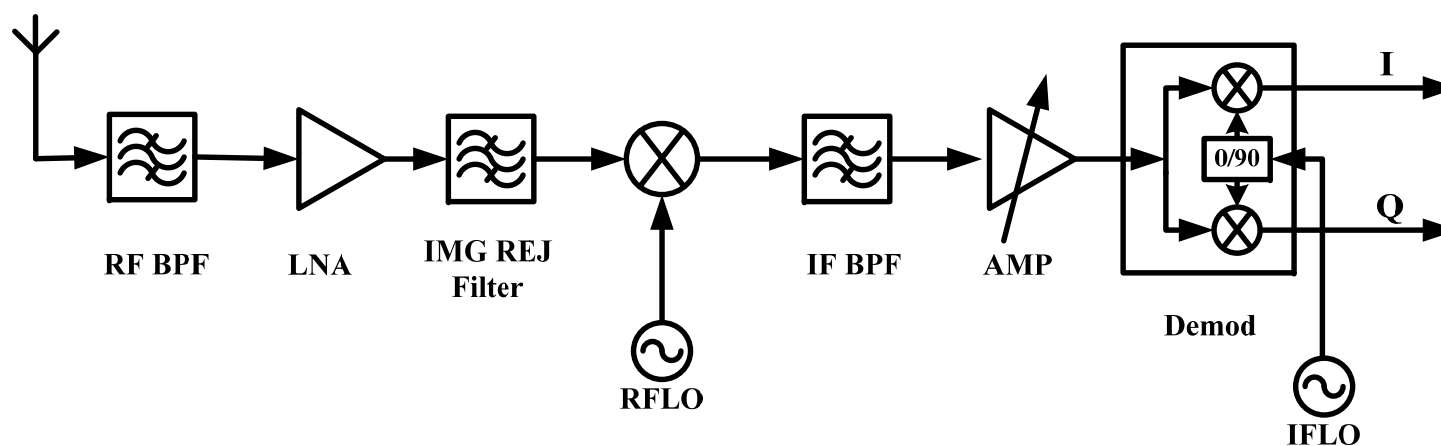 I
0/90
Q
RF BPF
LNA
IMG REJ
Filter
IF BPF
AMP
Demod
RFLO
IFLO